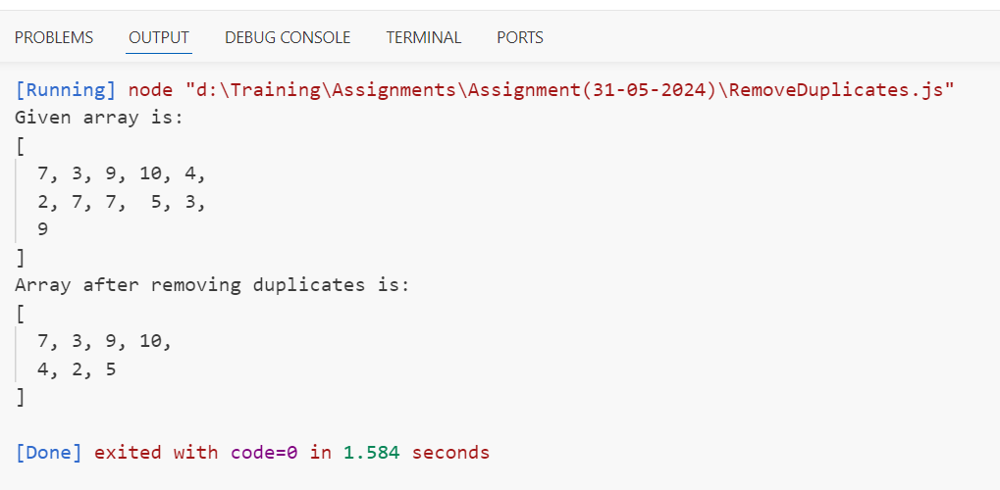 PROBLEMS OUTPUT DEBUG CONSOLE TERMINAL PORTS
[Running] node "d:\Training\Assignments\Assignment(31-05-2024)\RemoveDuplicates.js"
Given array is:
[
  7, 3, 9, 10, 4,
  2, 7, 7,  5, 3,
  9
]
Array after removing duplicates is:
[
  7, 3, 9, 10,
  4, 2, 5
]
[Done] exited with code=0 in 1.584 seconds